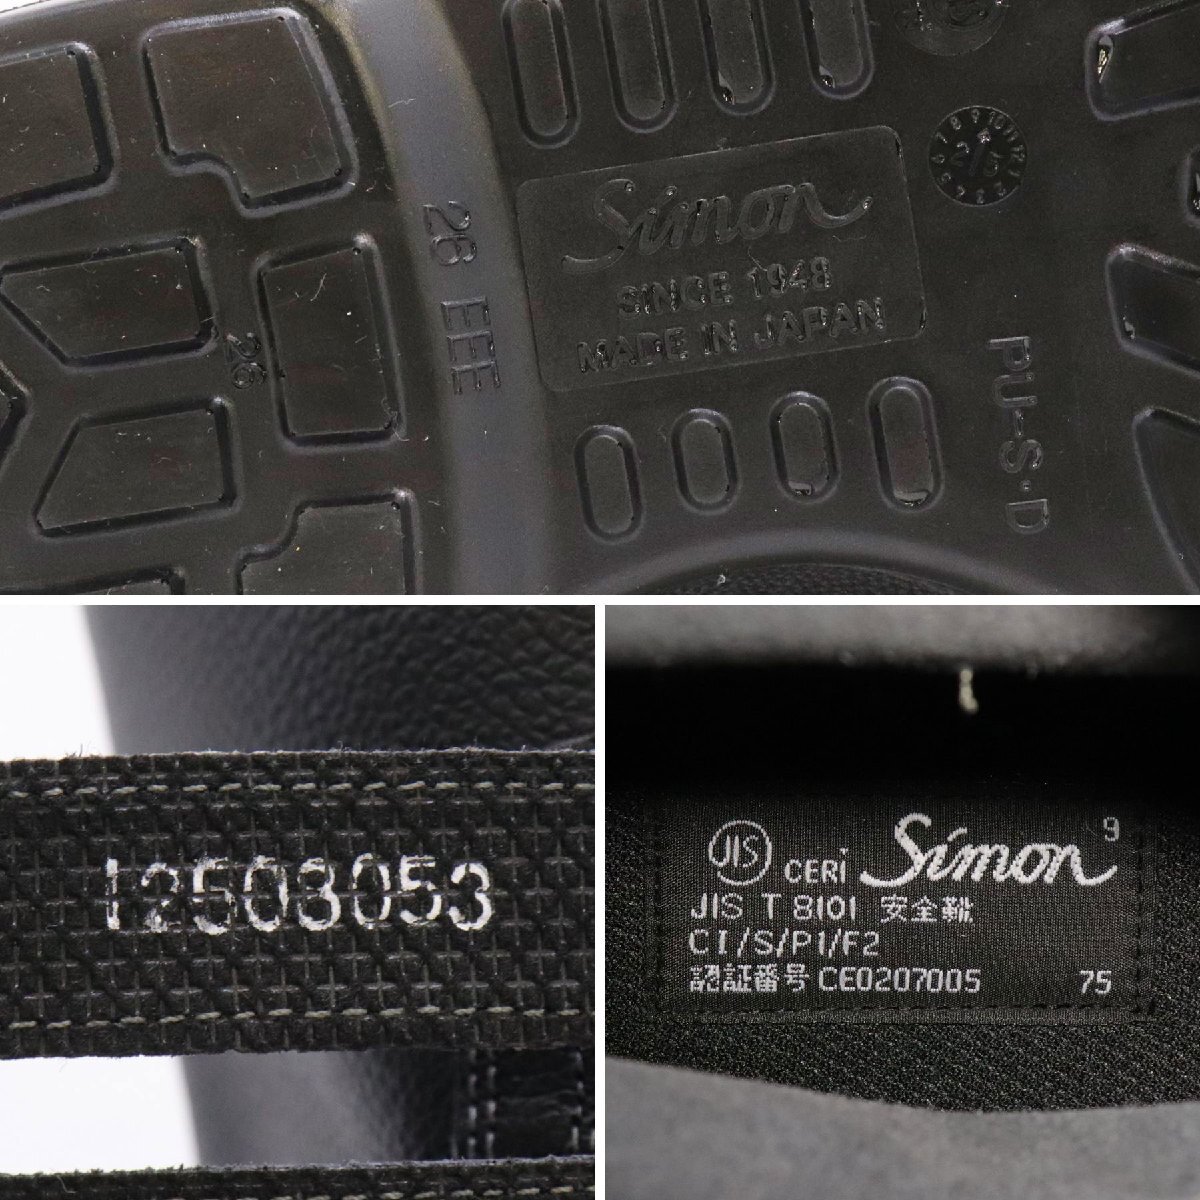 Simon
SINCE 1948
MADE IN JAPAN
26 EEE
26
PU-S·D
12508053
JIS CERI Simon 9
JIS T 8101 安全靴
CI/S/P1/F2
認証番号 CE0207005 75